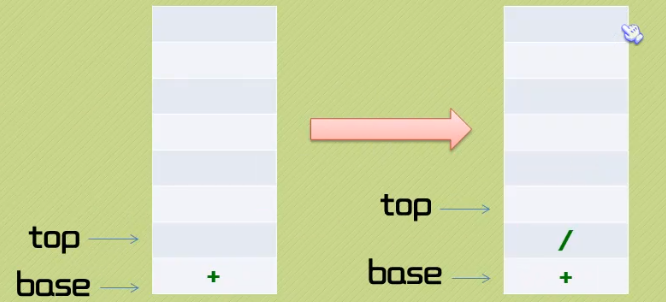 top
base +
top
/
base +